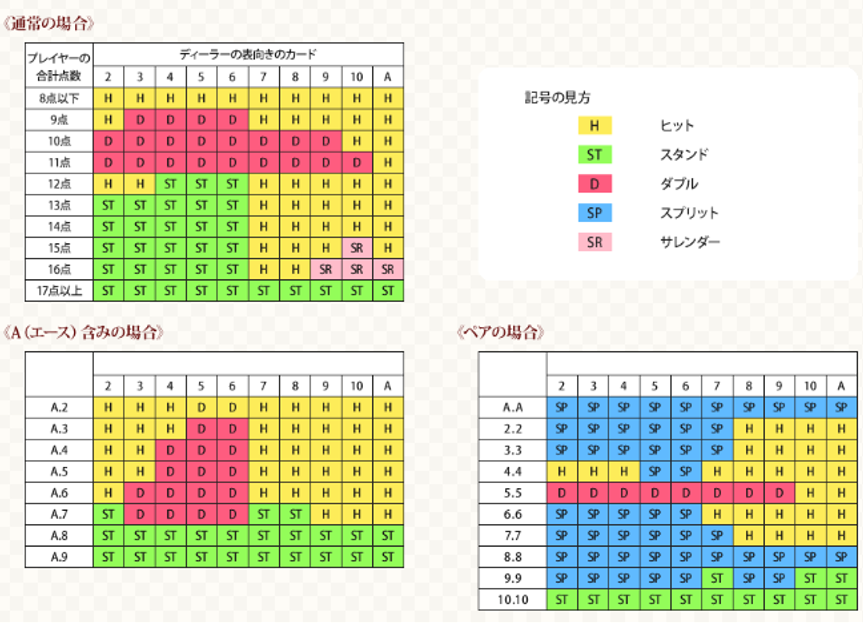 《通常の場合》
プレイヤーの
合計点数
ディーラーの表向きのカード
2 3 4 5 6 7 8 9 10 A
8点以下 H H H H H H H H H H
9点 H D D D D H H H H H
10点 D D D D D D D D H H
11点 D D D D D D D D D H
12点 H H ST ST ST H H H H H
13点 ST ST ST ST ST H H H H H
14点 ST ST ST ST ST H H H H H
15点 ST ST ST ST ST H H H SR H
16点 ST ST ST ST ST H H SR SR SR
17点以上 ST ST ST ST ST ST ST ST ST ST
記号の見方
H ヒット
ST スタンド
D ダブル
SP スプリット
SR サレンダー
《A（エース）含みの場合》
2 3 4 5 6 7 8 9 10 A
A.2 H H H D D H H H H H
A.3 H H H D D H H H H H
A.4 H H D D D H H H H H
A.5 H H D D D H H H H H
A.6 H D D D D H H H H H
A.7 ST D D D D ST ST H H H
A.8 ST ST ST ST ST ST ST ST ST ST
A.9 ST ST ST ST ST ST ST ST ST ST
《ペアの場合》
2 3 4 5 6 7 8 9 10 A
A.A SP SP SP SP SP SP SP SP SP SP
2.2 SP SP SP SP SP SP H H H H
3.3 SP SP SP SP SP SP H H H H
4.4 H H H SP SP H H H H H
5.5 D D D D D D D D H H
6.6 SP SP SP SP SP H H H H H
7.7 SP SP SP SP SP SP H H H H
8.8 SP SP SP SP SP SP SP SP SP SP
9.9 SP SP SP SP SP ST SP SP ST ST
10.10 ST ST ST ST ST ST ST ST ST ST